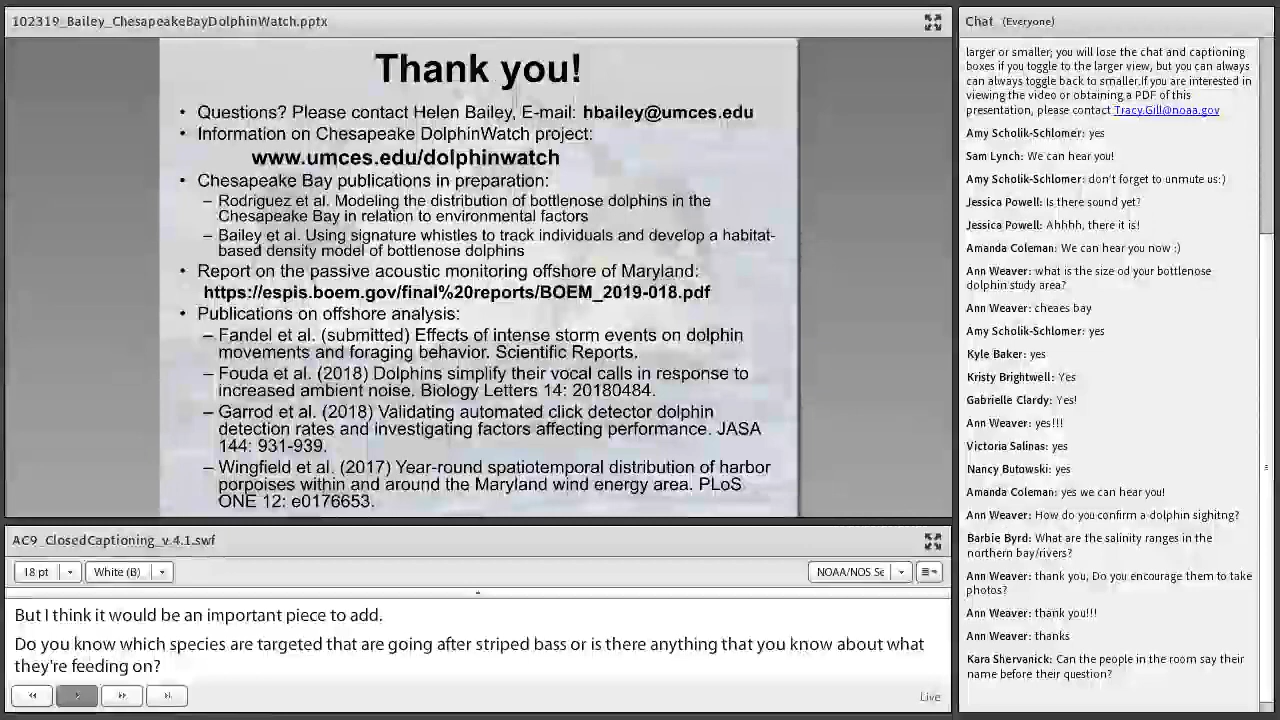 102319_Bailey_ChesapeakeBayDolphinWatch.pptx
Thank you!
• Questions? Please contact Helen Bailey, E-mail: hbailey@umces.edu
• Information on Chesapeake DolphinWatch project:
www.umces.edu/dolphinwatch
• Chesapeake Bay publications in preparation:
– Rodriguez et al. Modeling the distribution of bottlenose dolphins in the
Chesapeake Bay in relation to environmental factors
– Bailey et al. Using signature whistles to track individuals and develop a habitat-
based density model of bottlenose dolphins
• Report on the passive acoustic monitoring offshore of Maryland:
https://espis.boem.gov/final%20reports/BOEM_2019-018.pdf
• Publications on offshore analysis:
– Fandel et al. (submitted) Effects of intense storm events on dolphin
movements and foraging behavior. Scientific Reports.
– Fouda et al. (2018) Dolphins simplify their vocal calls in response to
increased ambient noise. Biology Letters 14: 20180484.
– Garrod et al. (2018) Validating automated click detector dolphin
detection rates and investigating factors affecting performance. JASA
144: 931-939.
– Wingfield et al. (2017) Year-round spatiotemporal distribution of harbor
porpoises within and around the Maryland wind energy area. PLoS
ONE 12: e0176653.
AC9_ClosedCaptioning_v 4.1.swf
18 pt White (B) NOAA/NOS Se
But I think it would be an important piece to add.
Do you know which species are targeted that are going after striped bass or is there anything that you know about what
they're feeding on?
Live
Chat (Everyone)
larger or smaller; you will lose the chat and captioning
boxes if you toggle to the larger view, but you can always
can always toggle back to smaller.if you are interested in
viewing the video or obtaining a PDF of this
presentation, please contact Tracy.Gill@noaa.gov
Amy Scholik-Schlomer: yes
Sam Lynch: We can hear you!
Amy Scholik-Schlomer: don't forget to unmute us:)
Jessica Powell: Is there sound yet?
Jessica Powell: Ahhhh, there it is!
Amanda Coleman: We can hear you now :)
Ann Weaver: what is the size od your bottlenose
dolphin study area?
Ann Weaver: cheaes bay
Amy Scholik-Schlomer: yes
Kyle Baker: yes
Kristy Brightwell: Yes
Gabrielle Clardy: Yes!
Ann Weaver: yes!!!
Victoria Salinas: yes
Nancy Butowski: yes
Amanda Coleman: yes we can hear you!
Ann Weaver: How do you confirm a dolphin sighitng?
Barbie Byrd: What are the salinity ranges in the
northern bay/rivers?
Ann Weaver: thank you, Do you encourage them to take
photos?
Ann Weaver: thank you!!!
Ann Weaver: thanks
Kara Shervanick: Can the people in the room say their
name before their question?